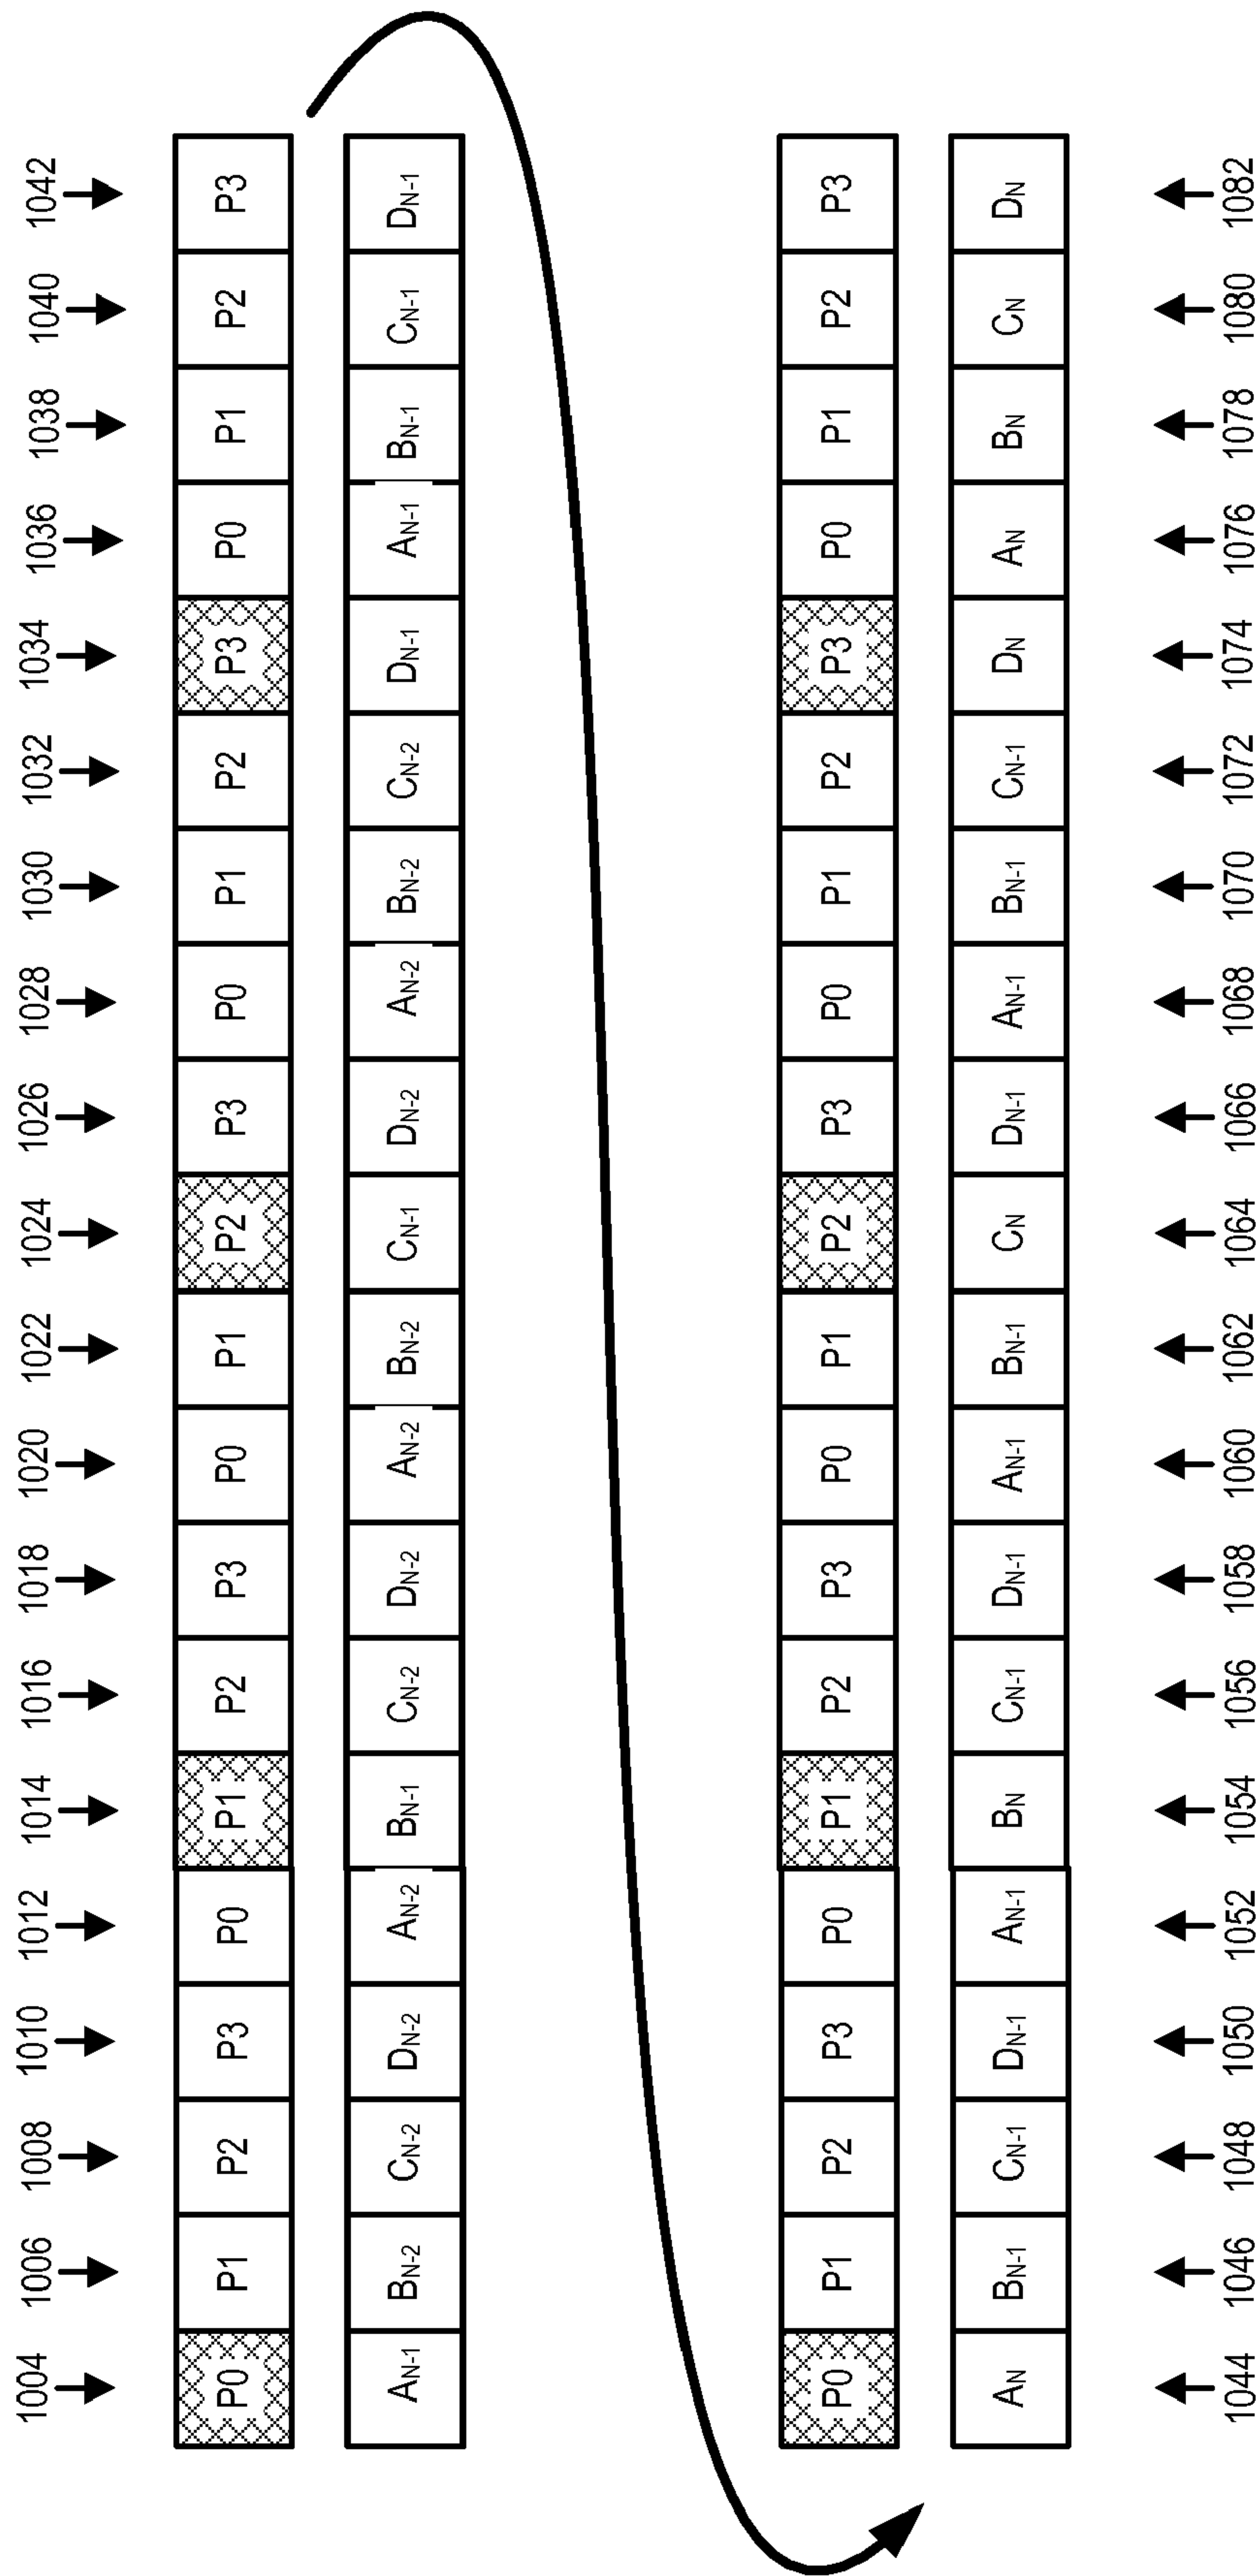 1004 1006 1008 1010 1012 1014 1016 1018 1020 1022 1024 1026 1028 1030 1032 1034 1036 1038 1040 1042
P0 P1 P2 P3 P0 P1 P2 P3 P0 P1 P2 P3 P0 P1 P2 P3 P0 P1 P2 P3
AN-1 BN-2 CN-2 DN-2 AN-2 BN-1 CN-2 DN-2 AN-2 BN-2 CN-1 DN-2 AN-2 BN-2 CN-2 DN-1 AN-1 BN-1 CN-1 DN-1
P0 P1 P2 P3 P0 P1 P2 P3 P0 P1 P2 P3 P0 P1 P2 P3 P0 P1 P2 P3
AN BN-1 CN-1 DN-1 AN-1 BN CN-1 DN-1 AN-1 BN-1 CN DN-1 AN-1 BN-1 CN-1 DN AN BN CN DN
1044 1046 1048 1050 1052 1054 1056 1058 1060 1062 1064 1066 1068 1070 1072 1074 1076 1078 1080 1082